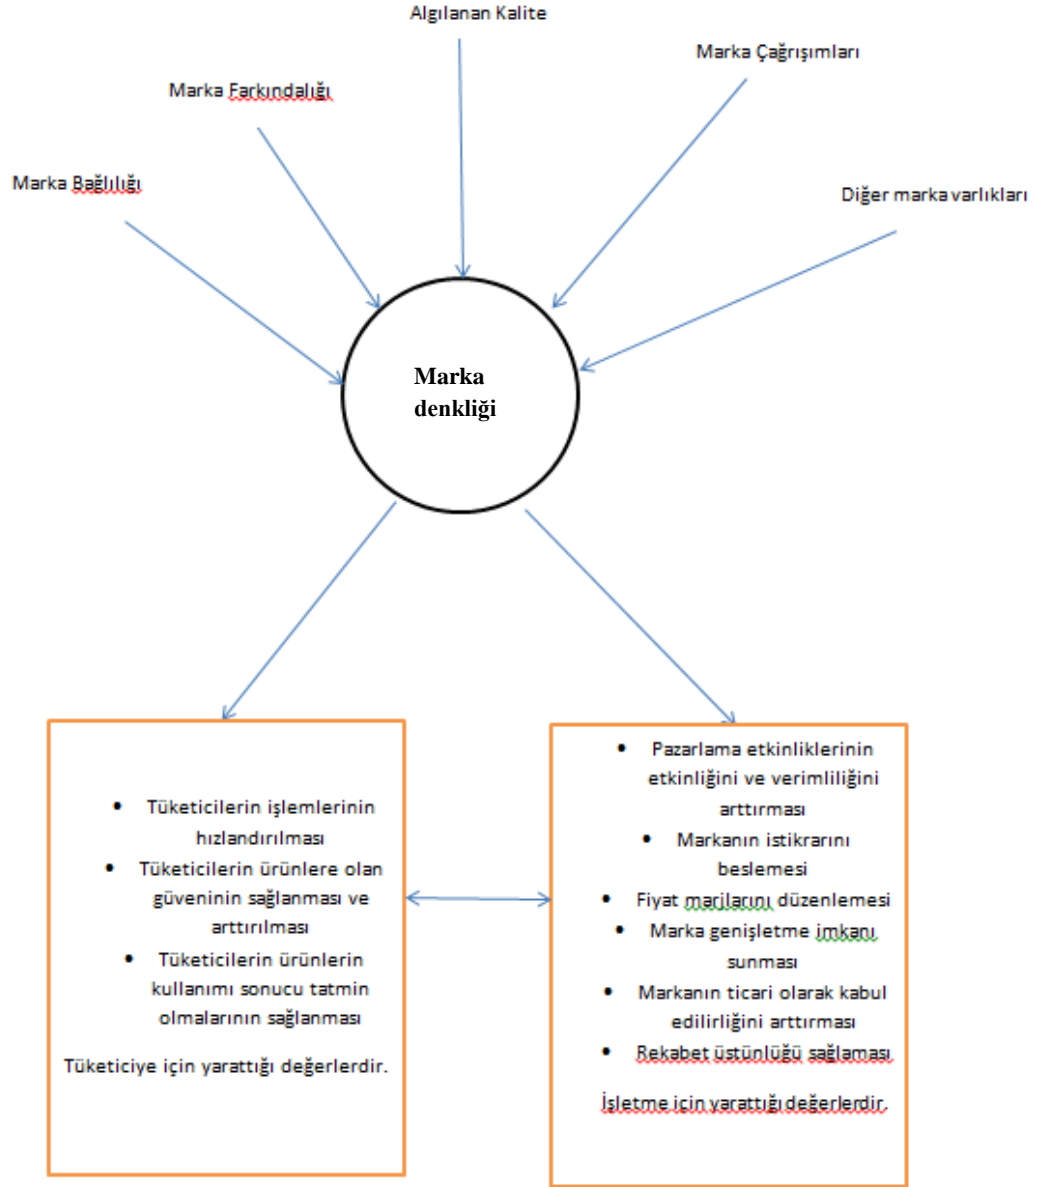 Algılanan Kalite
Marka Çağrışımları
Marka Farkındalığı
Marka Bağlılığı
Diğer marka varlıkları
Marka
denkliği
• Tüketicilerin işlemlerinin
hızlandırılması
• Tüketicilerin ürünlere olan
güveninin sağlanması ve
arttırılması
• Tüketicilerin ürünlerin
kullanımı sonucu tatmin
olmalarının sağlanması
Tüketiciye için yarattığı değerlerdir.
• Pazarlama etkinliklerinin
etkinliğini ve verimliliğini
arttırması
• Markanın istikrarını
beslemesi
• Fiyat marjlarını düzenlemesi
• Marka genişletme imkanı
sunması
• Markanın ticari olarak kabul
edilirliğini arttırması
• Rekabet üstünlüğü sağlaması
İşletme için yarattığı değerlerdir.